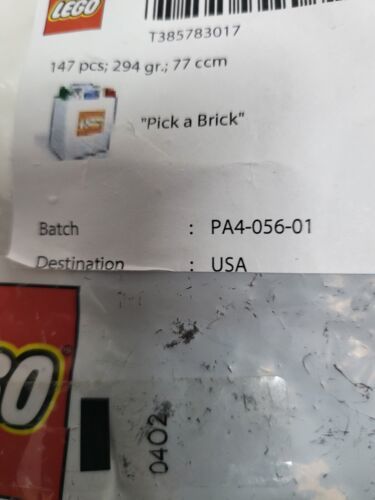 LEGO
T385783017
147 pcs; 294 gr.; 77 ccm
"Pick a Brick"
Batch : PA4-056-01
Destination : USA
0402